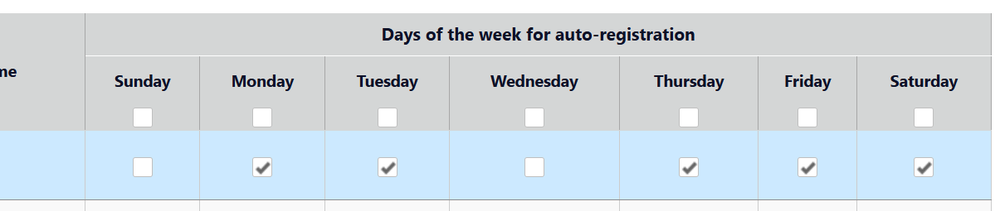 Days of the week for auto-registration
me
Sunday Monday Tuesday Wednesday Thursday Friday Saturday